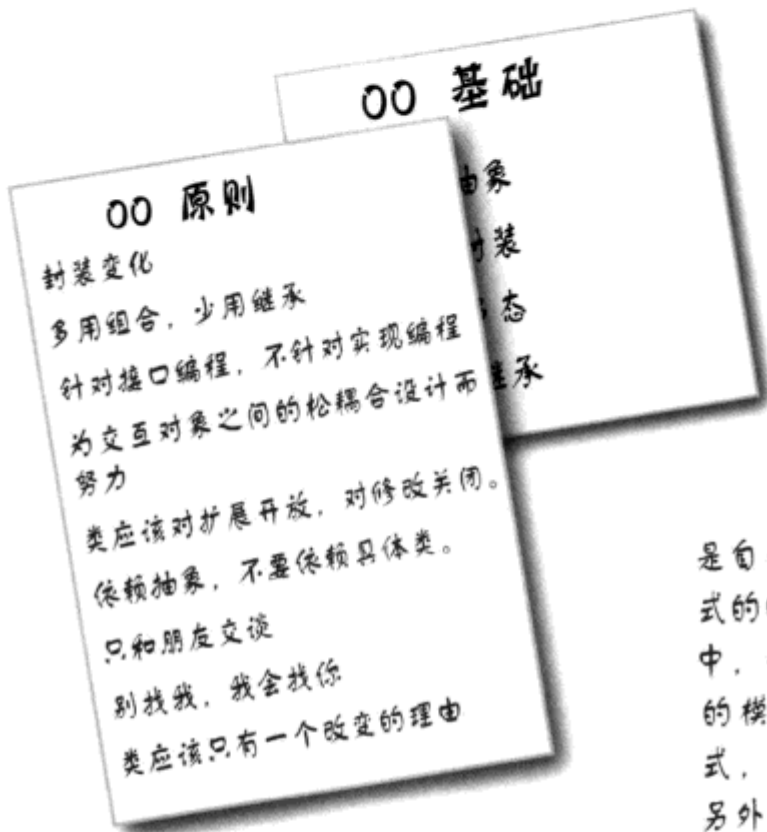 OO 基础
抽象
封装
态
继承
OO 原则
封装变化
多用组合，少用继承
针对接口编程，不针对实现编程
为交互对象之间的松耦合设计而
努力
类应该对扩展开放，对修改关闭。
依赖抽象，不要依赖具体类。
只和朋友交谈
别找我，我会找你
类应该只有一个改变的理由
是自
式的
中，
的模
式，
另外